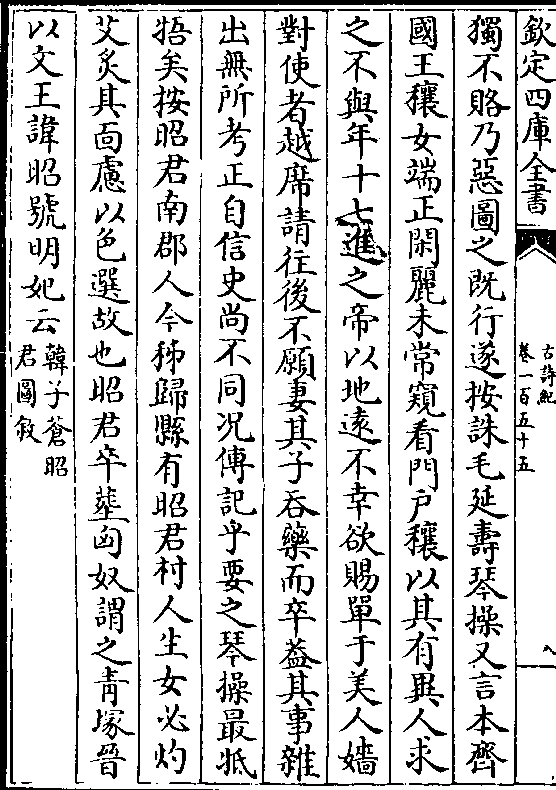 欽定四庫全書
古詩紀
卷一百五十五
八
獨不賂乃惡圖之既行遂按誅毛延壽琴操又言本齊
國王穰女端正閑麗未常窺看門戸穰以其有異人求
之不與年十七進之帝以地遠不幸欲賜單于美人嬙
對使者越席請往後不願妻其子吞藥而卒葢其事雜
出無所考正自信史尚不同况傳記乎要之琴操最牴
牾矣按昭君南郡人今秭歸縣有昭君村人生女必灼
艾炙其面慮以色選故也昭君卒葬匈奴謂之青塚晉
以文王諱昭號明妃云韓子蒼昭
君圖敘